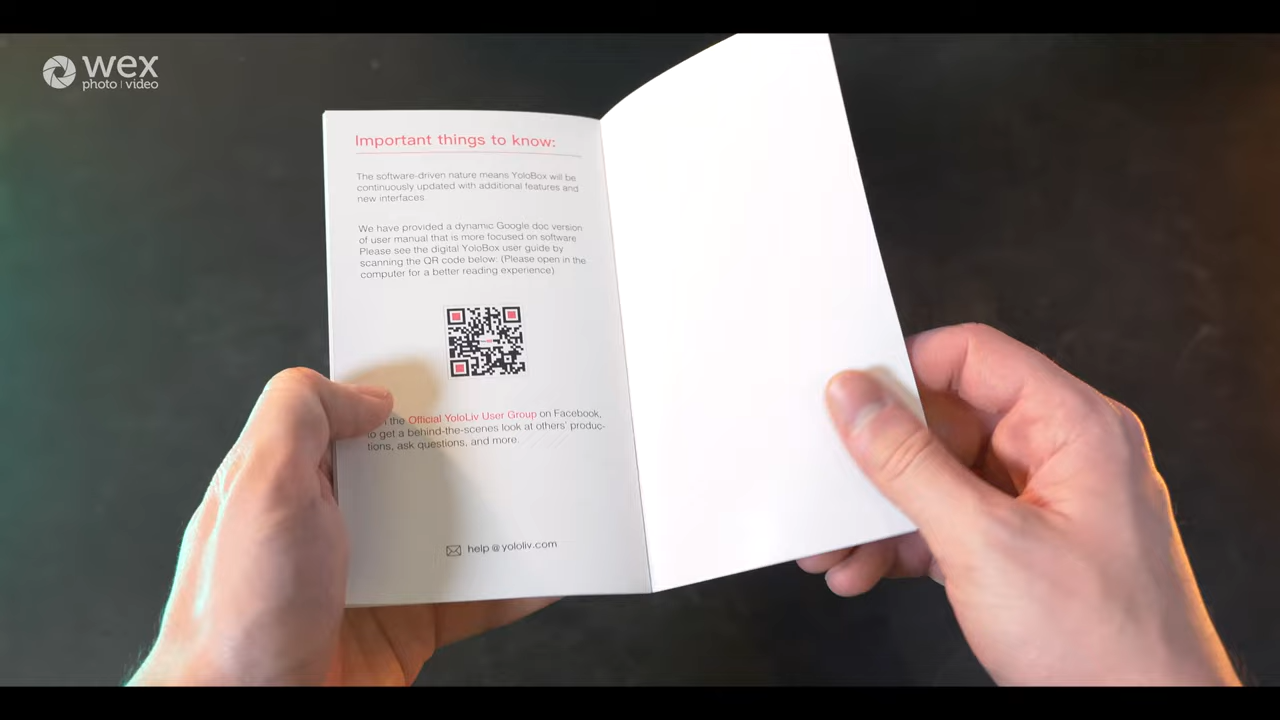 wex
photo | video
Important things to know:
The software-driven nature means YoloBox will be
continuously updated with additional features and
new interfaces
We have provided a dynamic Google doc version
of user manual that is more focused on software
Please see the digital YoloBox user guide by
scanning the QR code below: (Please open in the
computer for a better reading experience)
the Official YoloLiv User Group on Facebook,
to get a behind-the-scenes look at others' produc-
tions, ask questions, and more.
help@yololiv.com